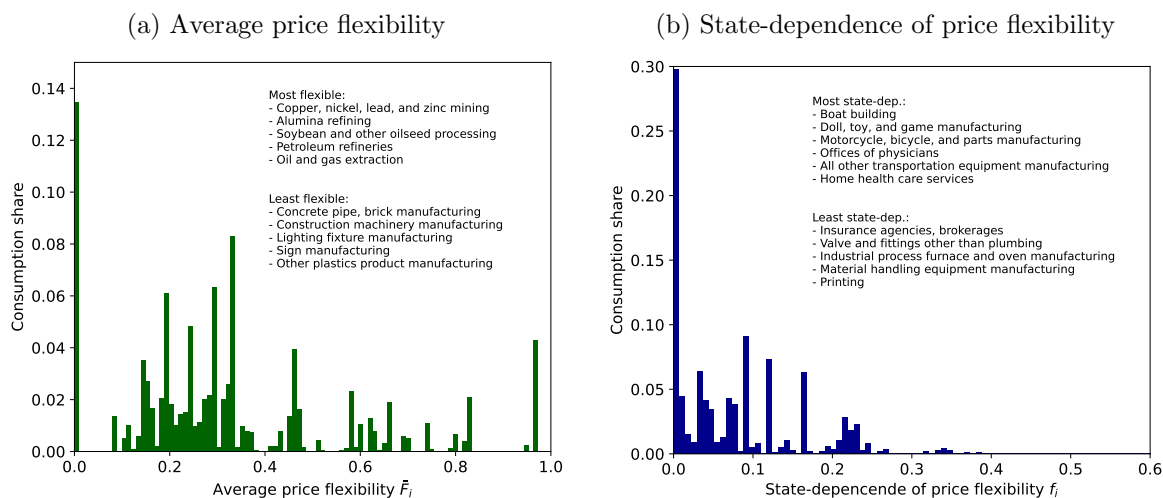 (a) Average price flexibility
0.14
0.12
0.10
0.08
0.06
0.04
0.02
0.00
Consumption share
Most flexible:
- Copper, nickel, lead, and zinc mining
- Alumina refining
- Soybean and other oilseed processing
- Petroleum refineries
- Oil and gas extraction
Least flexible:
- Concrete pipe, brick manufacturing
- Construction machinery manufacturing
- Lighting fixture manufacturing
- Sign manufacturing
- Other plastics product manufacturing
0.0 0.2 0.4 0.6 0.8 1.0
Average price flexibility F̄ᵢ
(b) State-dependence of price flexibility
0.30
0.25
0.20
0.15
0.10
0.05
0.00
Consumption share
Most state-dep.:
- Boat building
- Doll, toy, and game manufacturing
- Motorcycle, bicycle, and parts manufacturing
- Offices of physicians
- All other transportation equipment manufacturing
- Home health care services
Least state-dep.:
- Insurance agencies, brokerages
- Valve and fittings other than plumbing
- Industrial process furnace and oven manufacturing
- Material handling equipment manufacturing
- Printing
0.0 0.1 0.2 0.3 0.4 0.5 0.6
State-depencende of price flexibility fᵢ